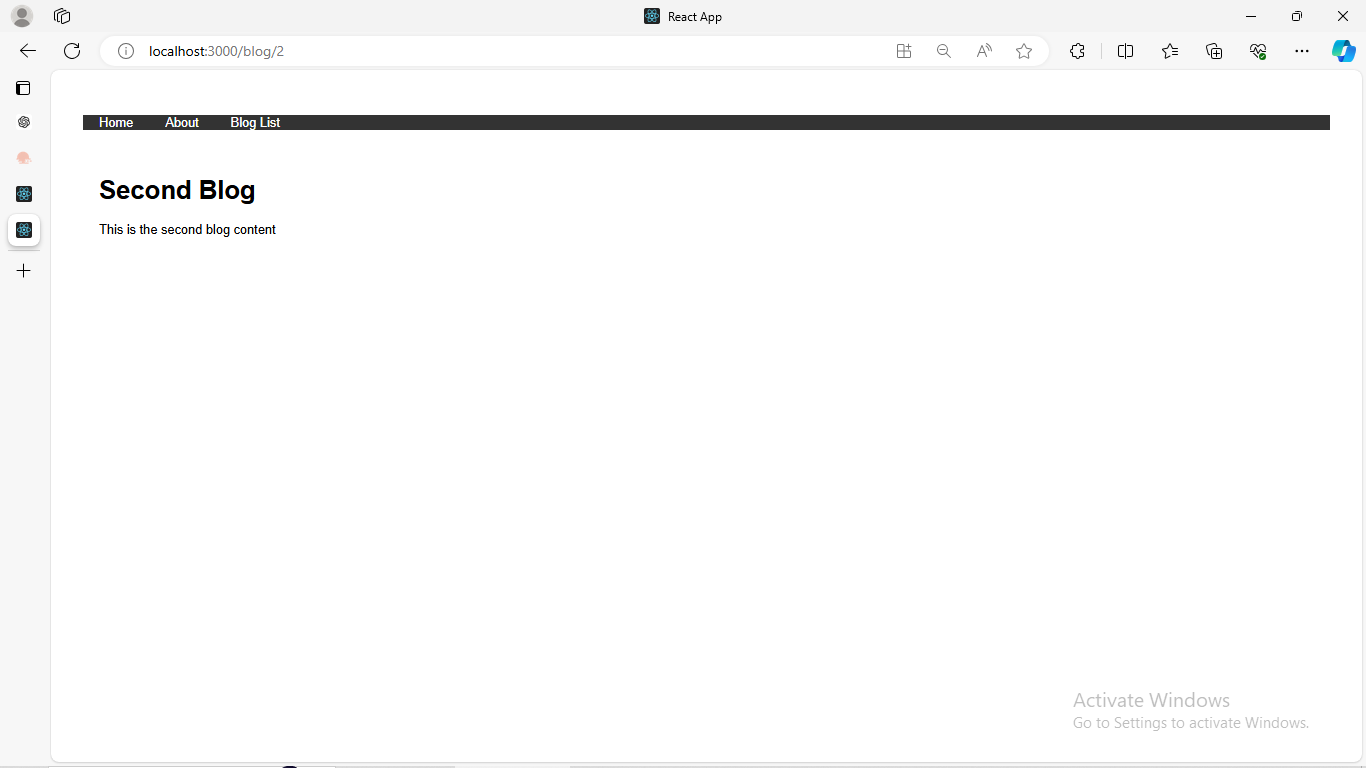 React App
localhost:3000/blog/2
Home About Blog List
Second Blog
This is the second blog content
Activate Windows
Go to Settings to activate Windows.